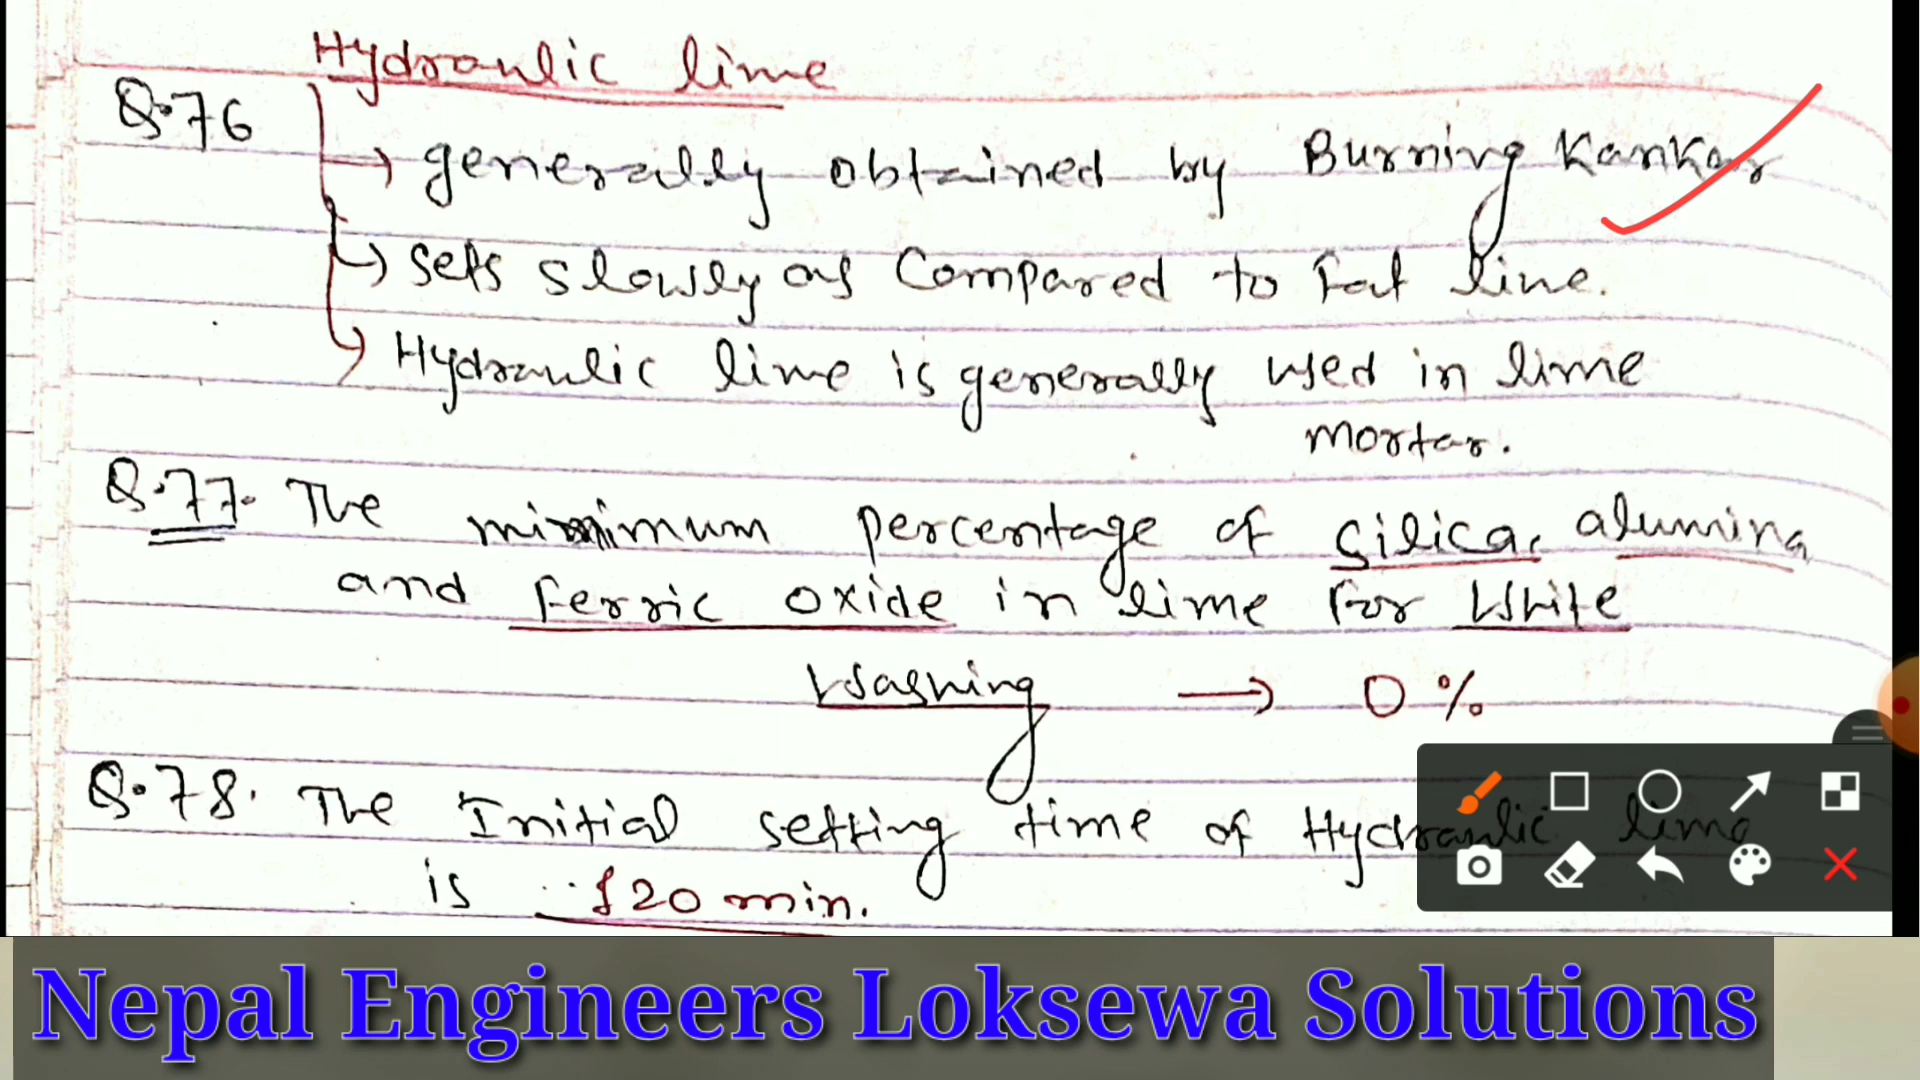 Hydraulic lime
Q.76
→ generally obtained by Burning Kankar
→ sets slowly as Compared to Fat lime.
→ Hydraulic lime is generally used in lime
mortar.
Q.77. The minimum percentage of silica, alumina
and Ferric oxide in lime For White
Washing → 0%
Q.78. The Initial setting time of Hydraulic lime
is 120 min.
Nepal Engineers Loksewa Solutions